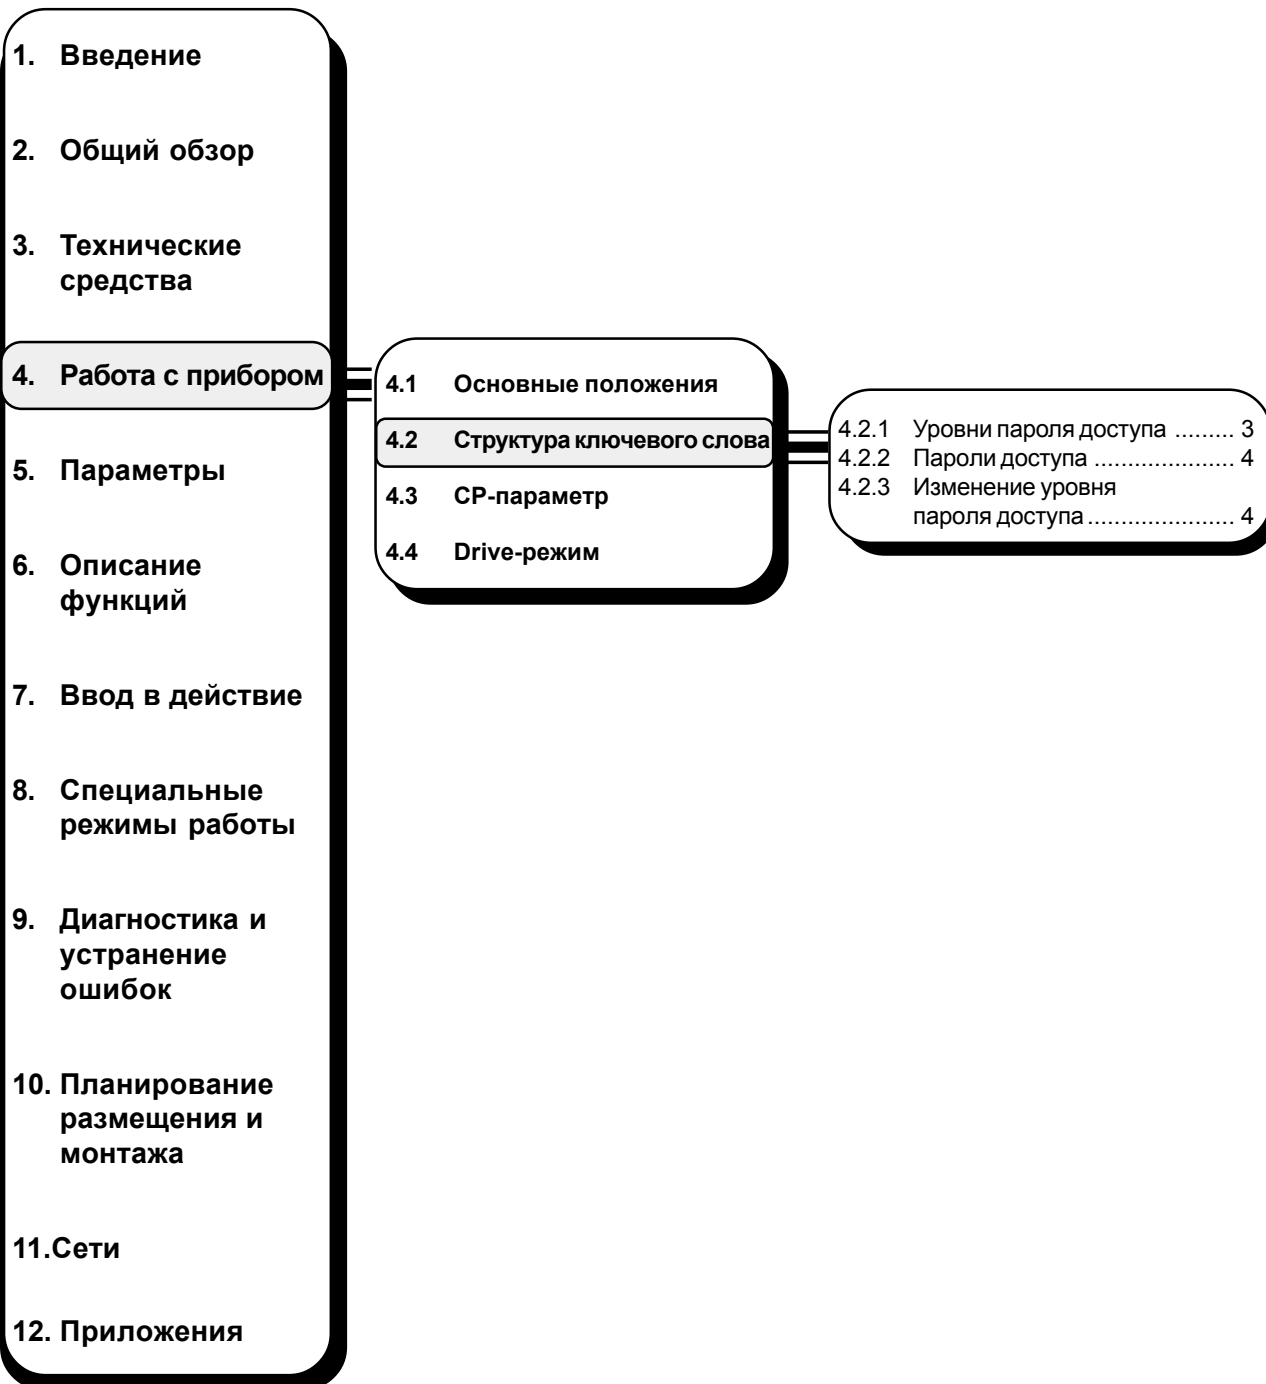 1. Введение
2. Общий обзор
3. Технические
средства
4. Работа с прибором
5. Параметры
6. Описание
функций
7. Ввод в действие
8. Специальные
режимы работы
9. Диагностика и
устранение
ошибок
10. Планирование
размещения и
монтажа
11.Сети
12. Приложения
4.1 Основные положения
4.2 Структура ключевого слова
4.3 CP-параметр
4.4 Drive-режим
4.2.1 Уровни пароля доступа ......... 3
4.2.2 Пароли доступа ..................... 4
4.2.3 Изменение уровня
пароля доступа ...................... 4